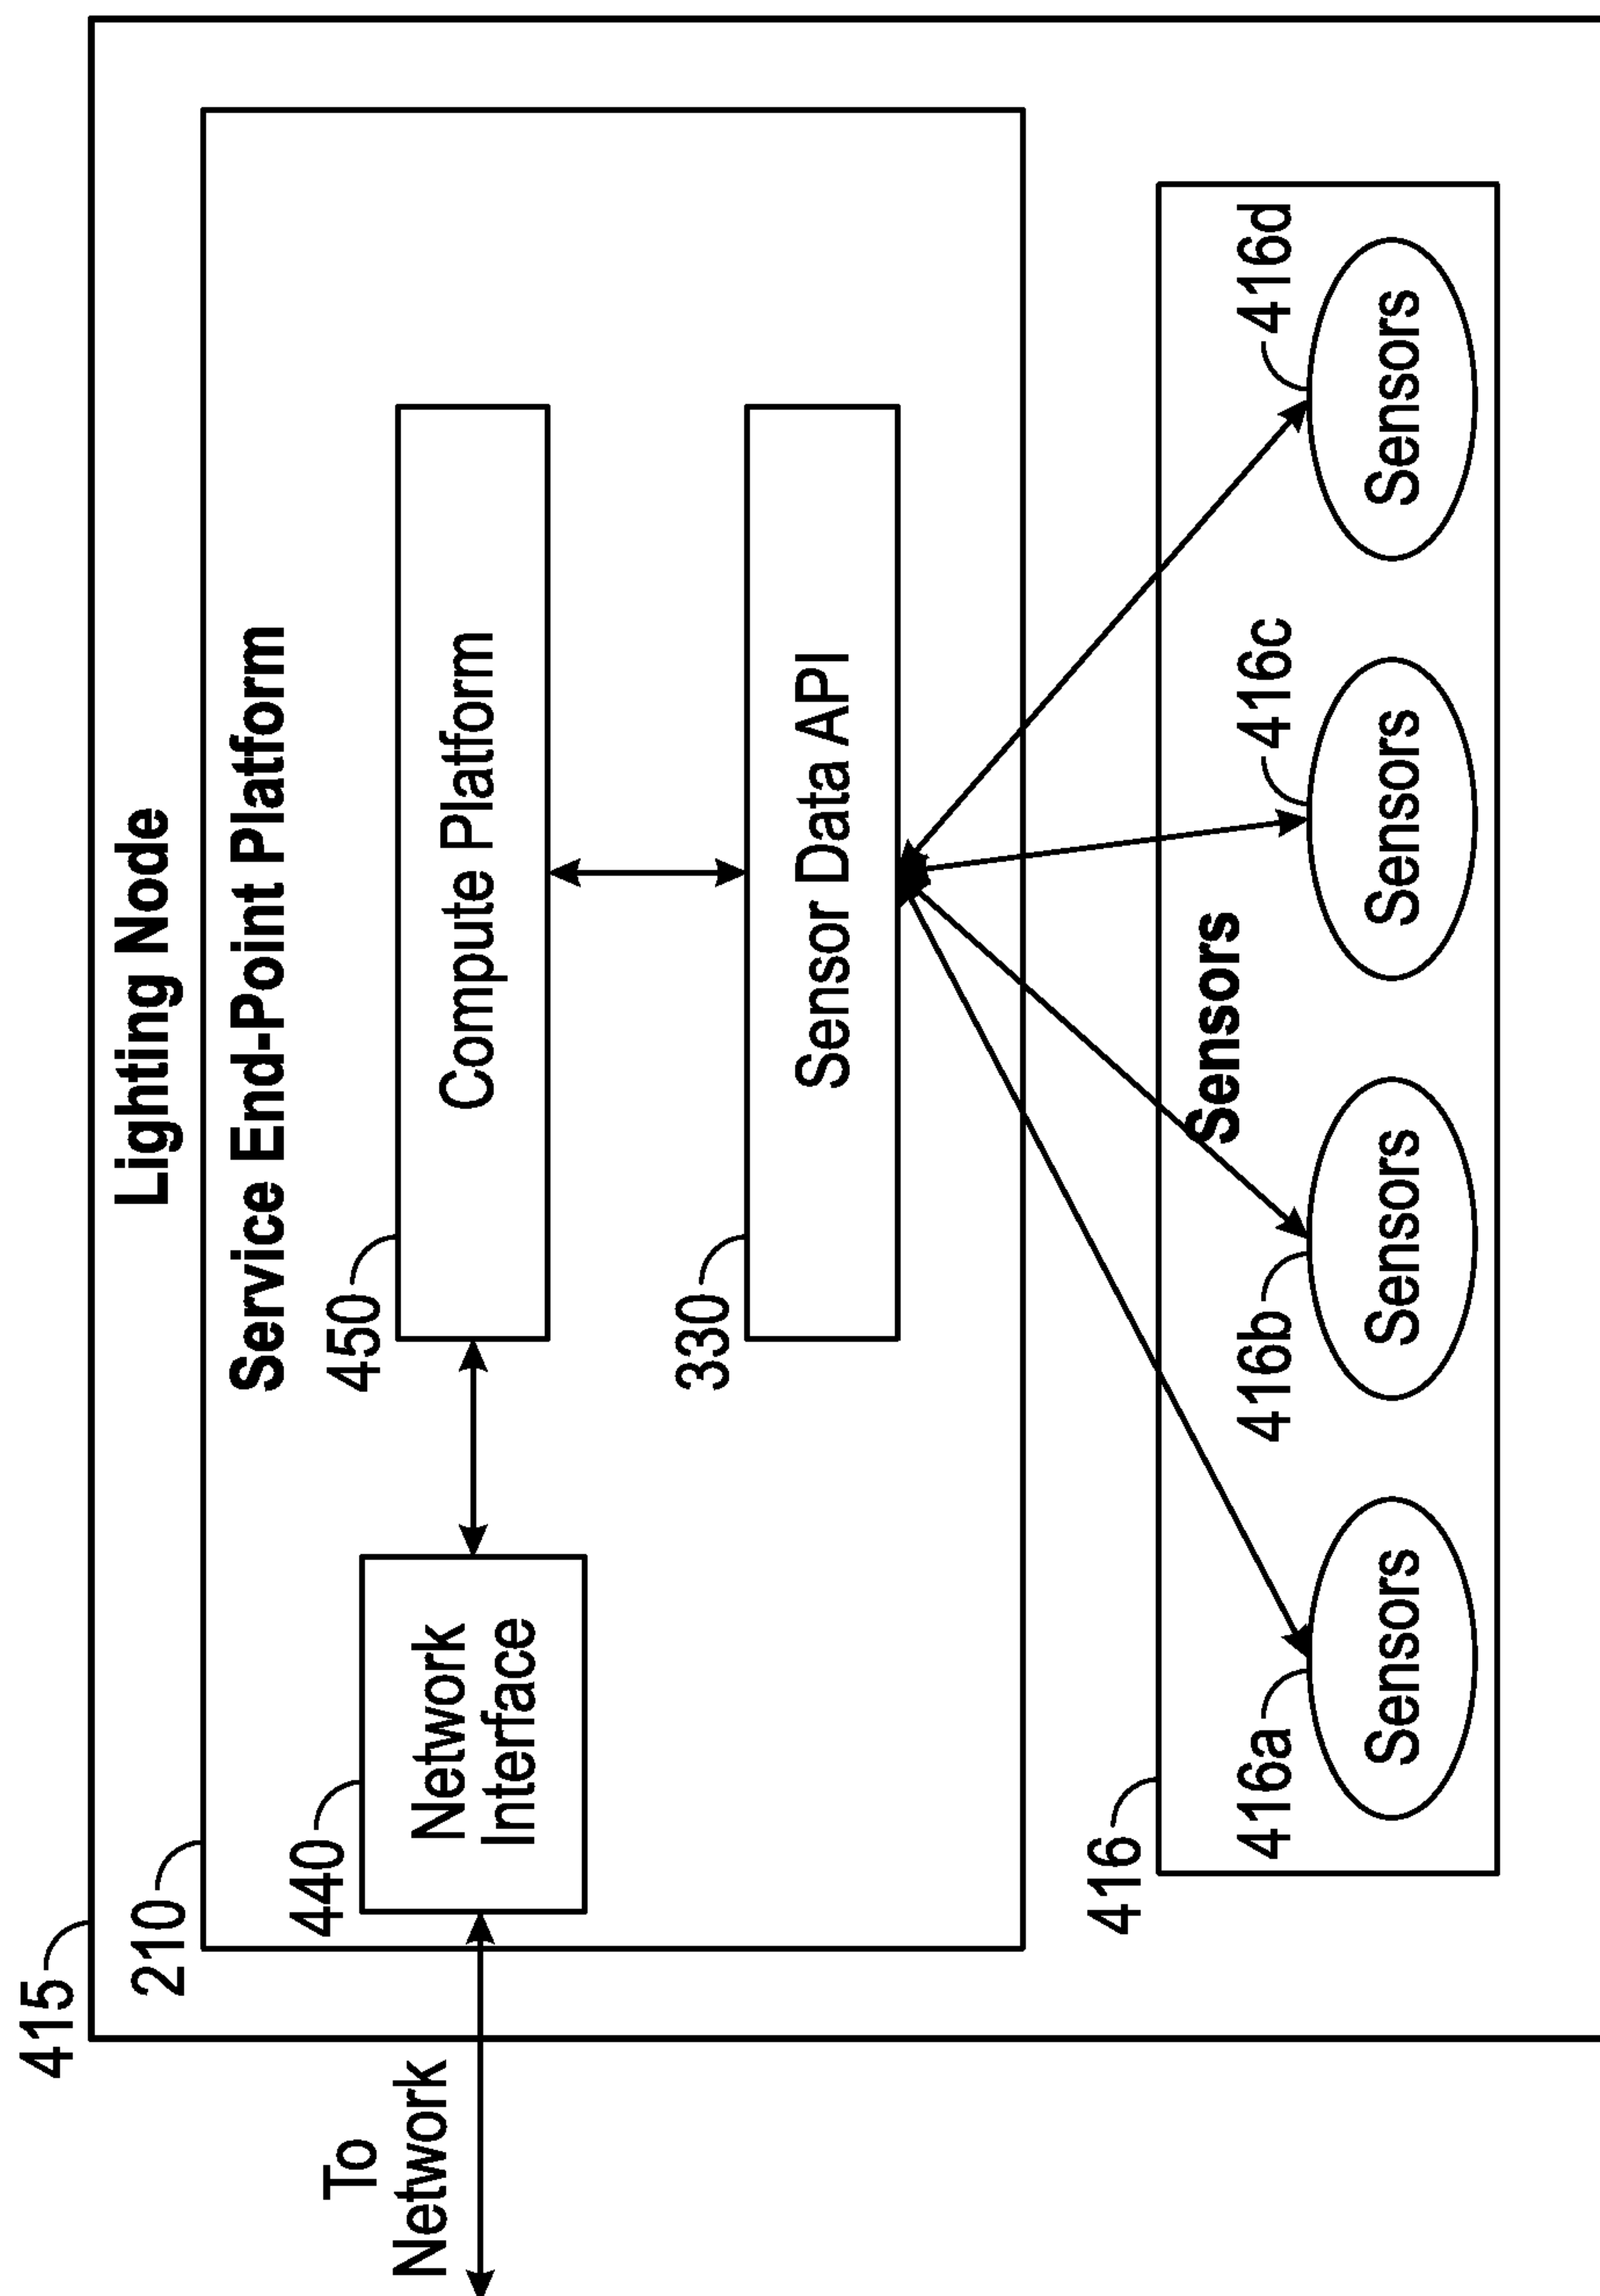 415
Lighting Node
210
Service End-Point Platform
To
Network
440
Network
Interface
450
Compute Platform
330
Sensor Data API
416
Sensors
416a
416b
416c
416d
Sensors
Sensors
Sensors
Sensors